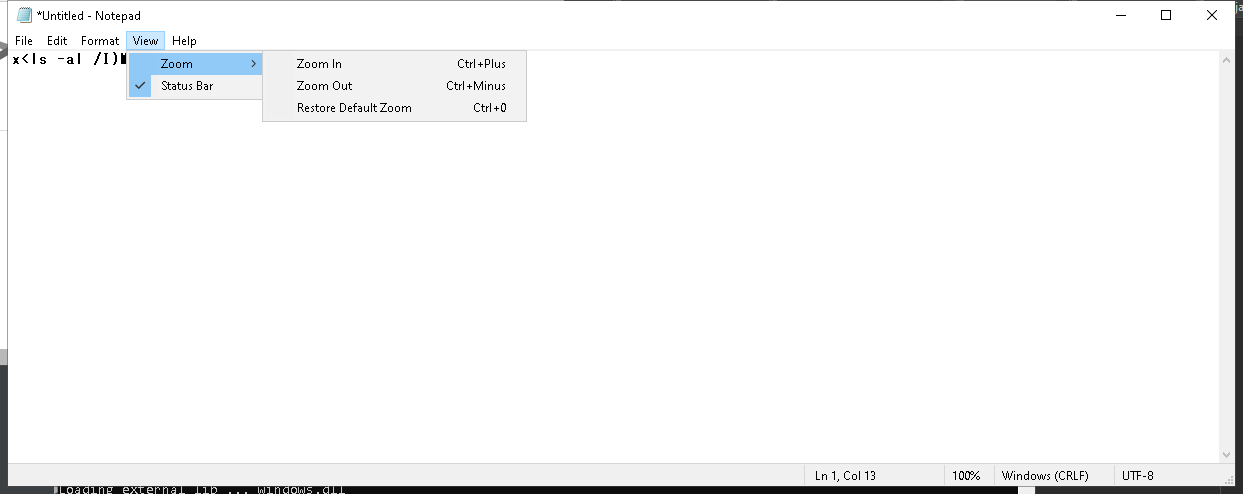 *Untitled - Notepad
File Edit Format View Help
x<ls -al /I)
Zoom
Status Bar
Zoom In Ctrl+Plus
Zoom Out Ctrl+Minus
Restore Default Zoom Ctrl+0
Ln 1, Col 13 100% Windows (CRLF) UTF-8
Loading external lib ... windows.dll